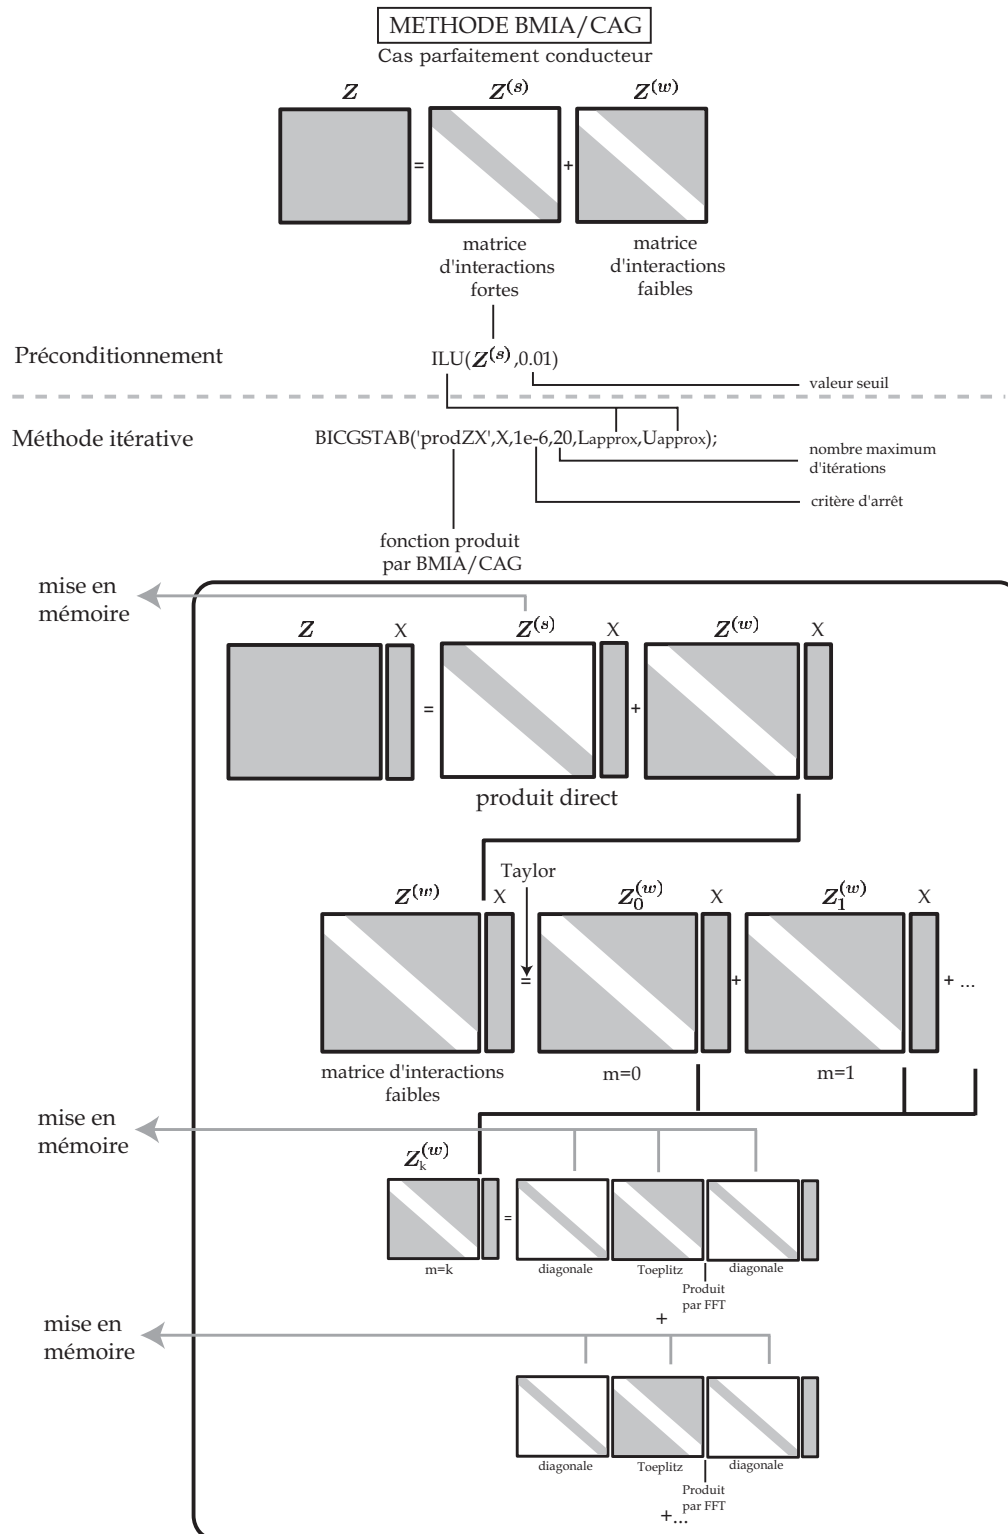 METHODE BMIA/CAG
Cas parfaitement conducteur
Z Z(s) Z(w)
= +
matrice
d'interactions
fortes
matrice
d'interactions
faibles
Préconditionnement
ILU(Z(s),0.01)
valeur seuil
Méthode itérative
BICGSTAB('prodZX',X,1e-6,20,Lapprox,Uapprox);
nombre maximum
d'itérations
critère d'arrêt
fonction produit
par BMIA/CAG
mise en
mémoire
Z X Z(s) X Z(w) X
= +
produit direct
Taylor
Z(w) X Z0(w) X Z1(w) X
= + + ...
matrice d'interactions
faibles
m=0
m=1
mise en
mémoire
Zk(w)
=
m=k
diagonale
Toeplitz
diagonale
Produit
par FFT
+
mise en
mémoire
diagonale
Toeplitz
diagonale
Produit
par FFT
+...